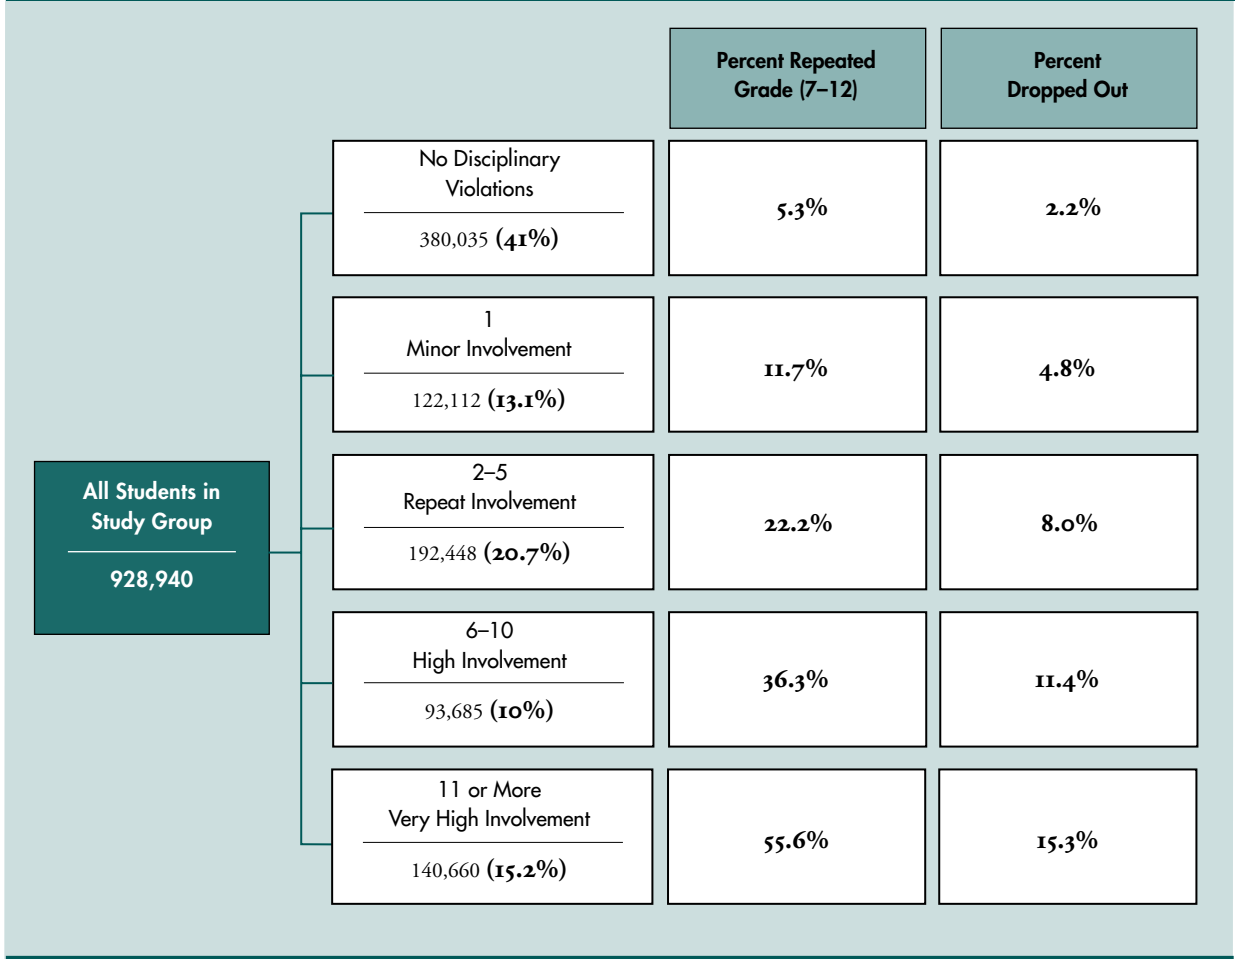 Percent Repeated
Grade (7–12)
Percent
Dropped Out
No Disciplinary
Violations
380,035 (41%)
5.3%
2.2%
1
Minor Involvement
122,112 (13.1%)
11.7%
4.8%
All Students in
Study Group
928,940
2–5
Repeat Involvement
192,448 (20.7%)
22.2%
8.0%
6–10
High Involvement
93,685 (10%)
36.3%
11.4%
11 or More
Very High Involvement
140,660 (15.2%)
55.6%
15.3%